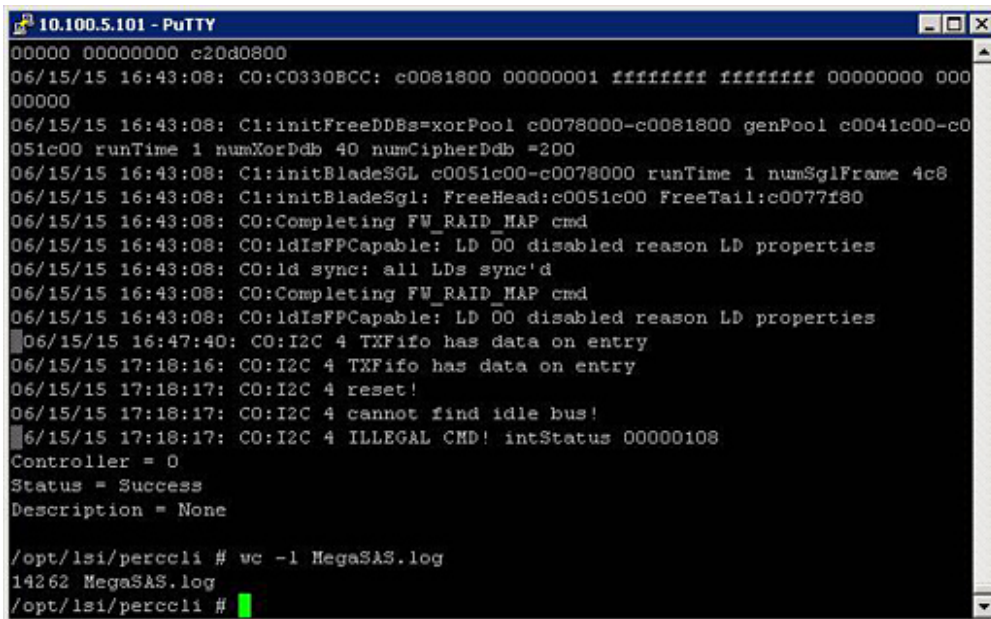 10.100.5.101 - PuTTY
00000 00000000 c20d0800
06/15/15 16:43:08: C0:C0330BCC: c0081800 00000001 ffffffff ffffffff 00000000 000
00000
06/15/15 16:43:08: C1:initFreeDDBs=xorPool c0078000-c0081800 genPool c0041c00-c0
051c00 runTime 1 numXorDdb 40 numCipherDdb =200
06/15/15 16:43:08: C1:initBladeSGL c0051c00-c0078000 runTime 1 numSglFrame 4c8
06/15/15 16:43:08: C1:initBladeSgl: FreeHead:c0051c00 FreeTail:c0077f80
06/15/15 16:43:08: C0:Completing FW_RAID_MAP cmd
06/15/15 16:43:08: C0:ldIsFPCapable: LD 00 disabled reason LD properties
06/15/15 16:43:08: C0:ld sync: all LDs sync'd
06/15/15 16:43:08: C0:Completing FW_RAID_MAP cmd
06/15/15 16:43:08: C0:ldIsFPCapable: LD 00 disabled reason LD properties
06/15/15 16:47:40: C0:I2C 4 TXFifo has data on entry
06/15/15 17:18:16: C0:I2C 4 TXFifo has data on entry
06/15/15 17:18:17: C0:I2C 4 reset!
06/15/15 17:18:17: C0:I2C 4 cannot find idle bus!
6/15/15 17:18:17: C0:I2C 4 ILLEGAL CMD! intStatus 00000108
Controller = 0
Status = Success
Description = None
/opt/lsi/perccli # wc -l MegaSAS.log
14262 MegaSAS.log
/opt/lsi/perccli #